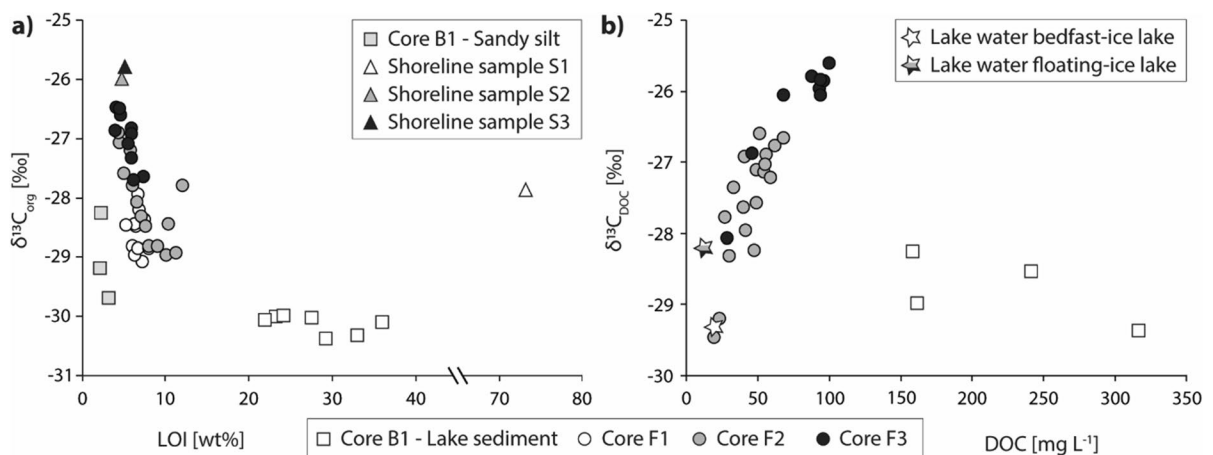 a)
-25
-26
-27
-28
-29
-30
-31
δ¹³Corg [‰]
Core B1 - Sandy silt
Shoreline sample S1
Shoreline sample S2
Shoreline sample S3
0 10 20 30 40 70 80
LOI [wt%]
b)
-25
-26
-27
-28
-29
-30
δ¹³CDOC [‰]
Lake water bedfast-ice lake
Lake water floating-ice lake
0 50 100 150 200 250 300 350
DOC [mg L⁻¹]
Core B1 - Lake sediment Core F1 Core F2 Core F3